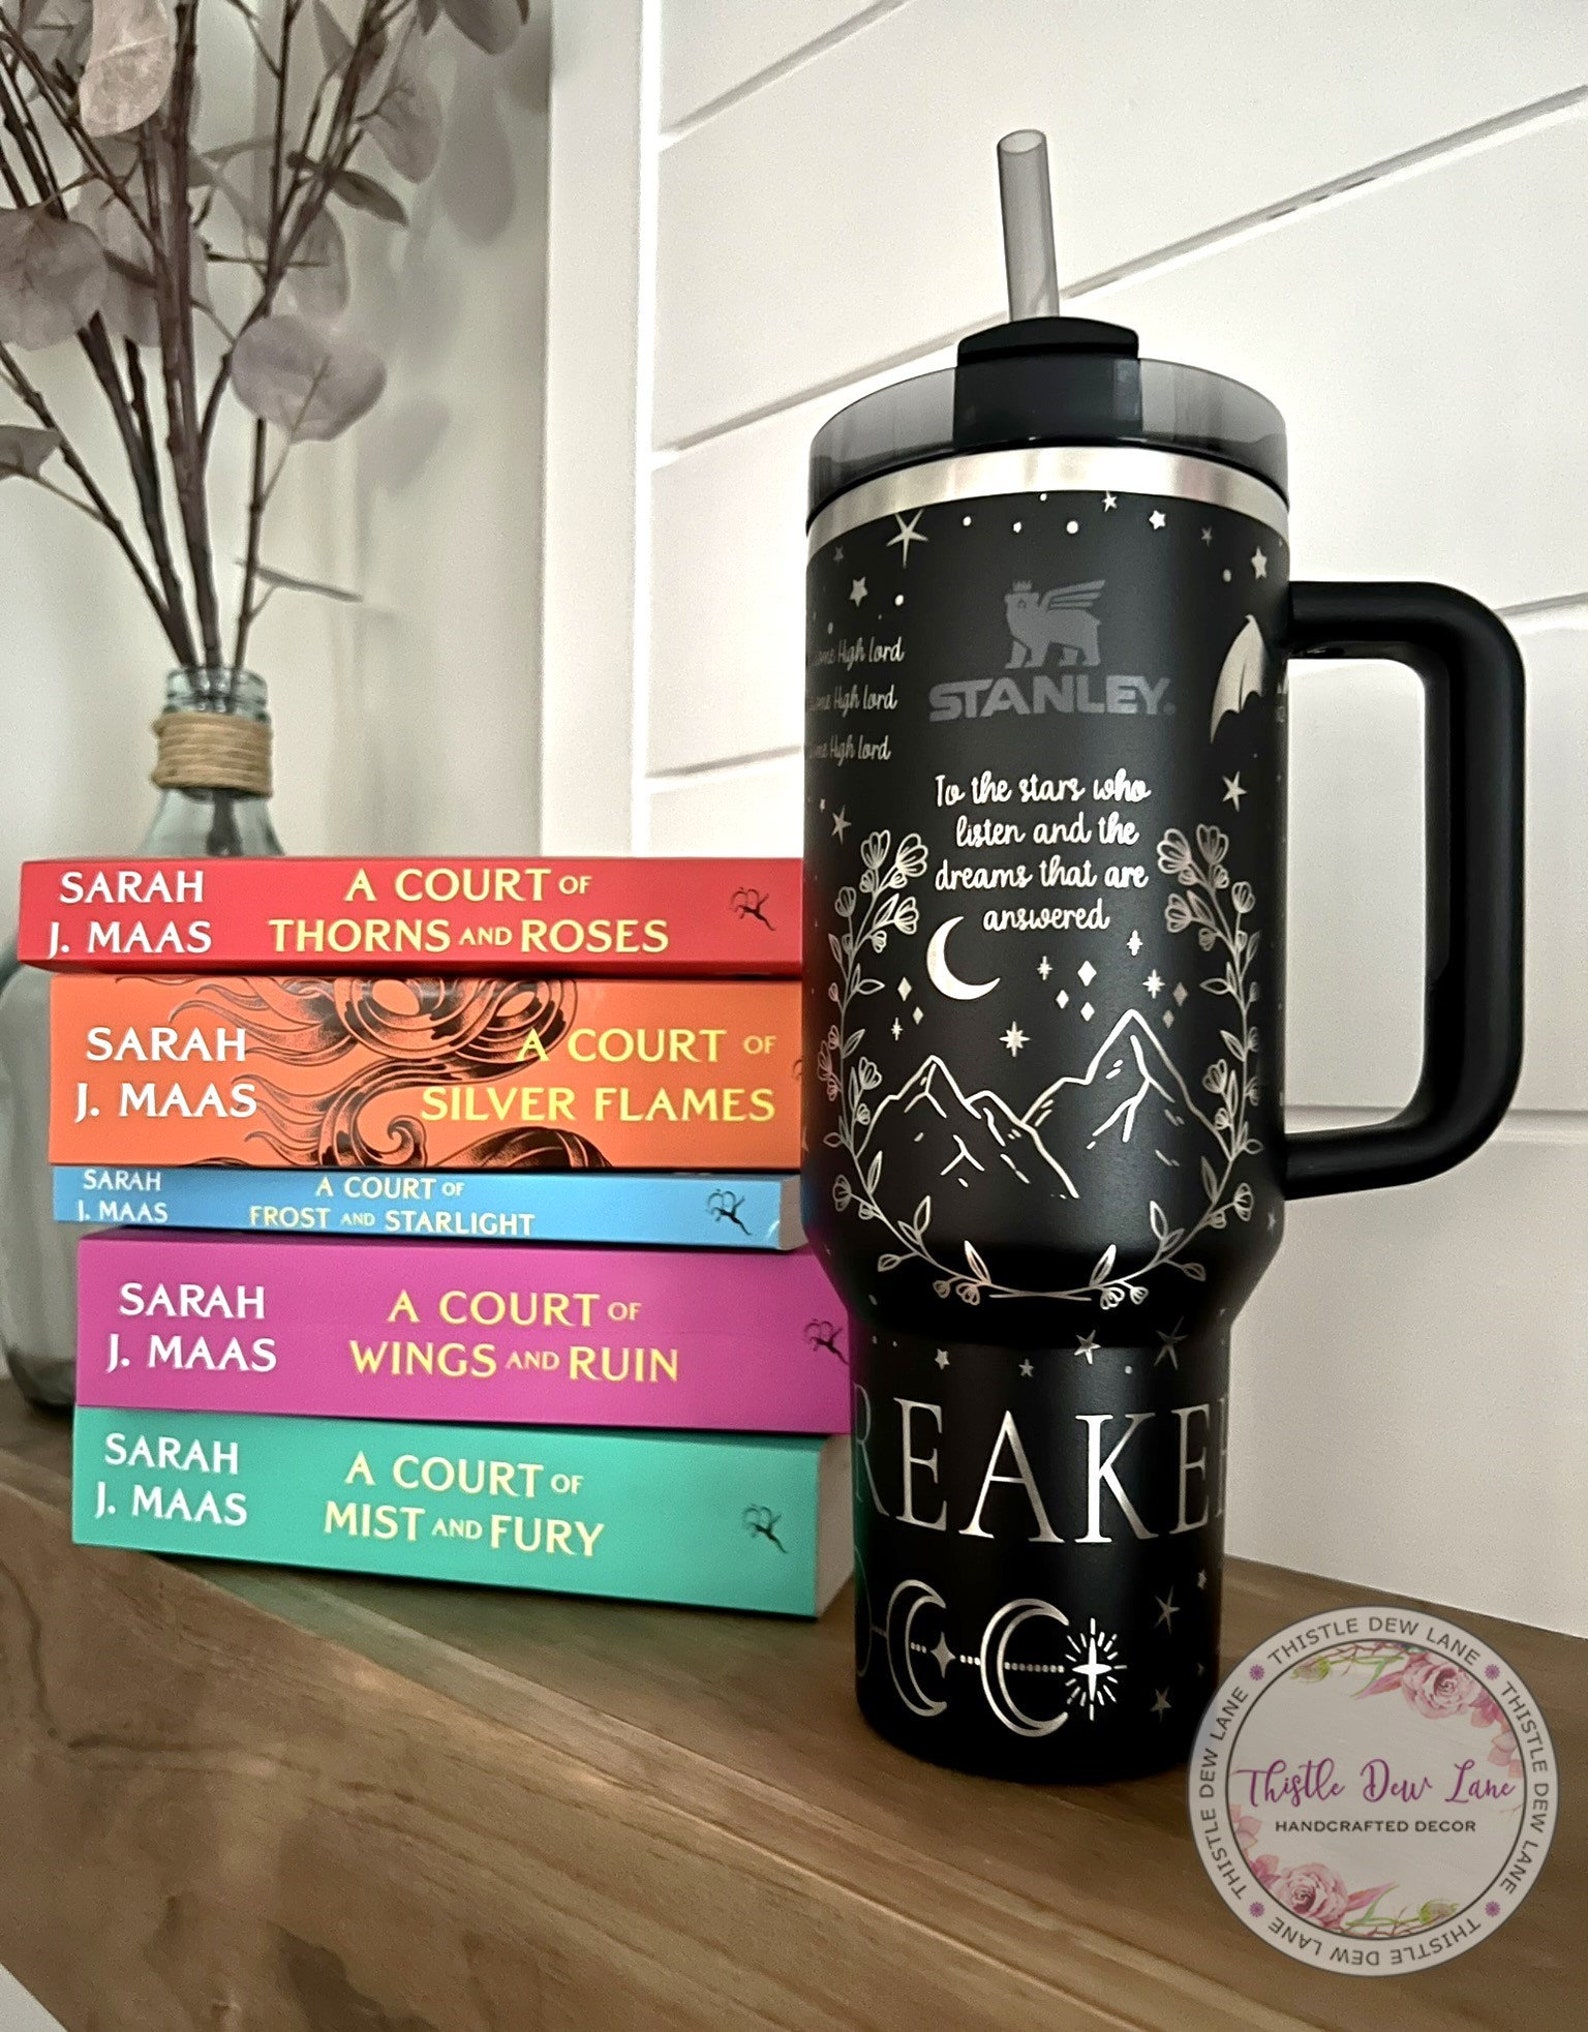 SARAH
J. MAAS
A COURT OF
THORNS AND ROSES
SARAH
J. MAAS
A COURT OF
SILVER FLAMES
SARAH
J. MAAS
A COURT OF
FROST AND STARLIGHT
SARAH
J. MAAS
A COURT OF
WINGS AND RUIN
SARAH
J. MAAS
A COURT OF
MIST AND FURY
High lord
High lord
High lord
STANLEY.
To the stars who
listen and the
dreams that are
answered
REAKE
THISTLE DEW LANE
THISTLE DEW LANE
THISTLE DEW LANE
THISTLE DEW LANE
Thistle Dew Lane
HANDCRAFTED DECOR